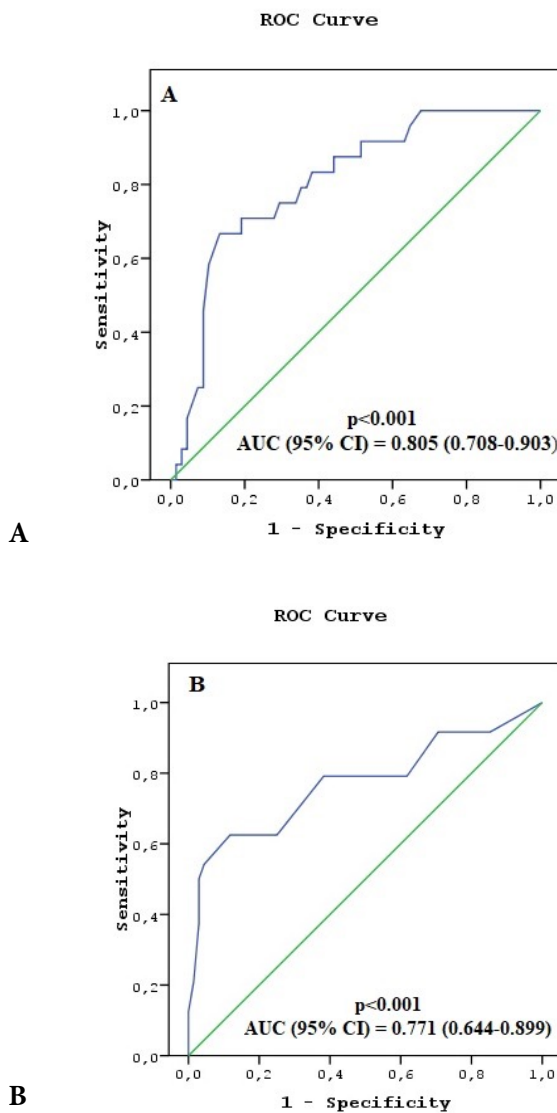 ROC Curve
A
1,0
0,8
0,6
0,4
0,2
0,0
Sensitivity
p<0.001
AUC (95% CI) = 0.805 (0.708-0.903)
0,0 0,2 0,4 0,6 0,8 1,0
1 - Specificity
A
ROC Curve
B
1,0
0,8
0,6
0,4
0,2
0,0
Sensitivity
p<0.001
AUC (95% CI) = 0.771 (0.644-0.899)
0,0 0,2 0,4 0,6 0,8 1,0
1 - Specificity
B